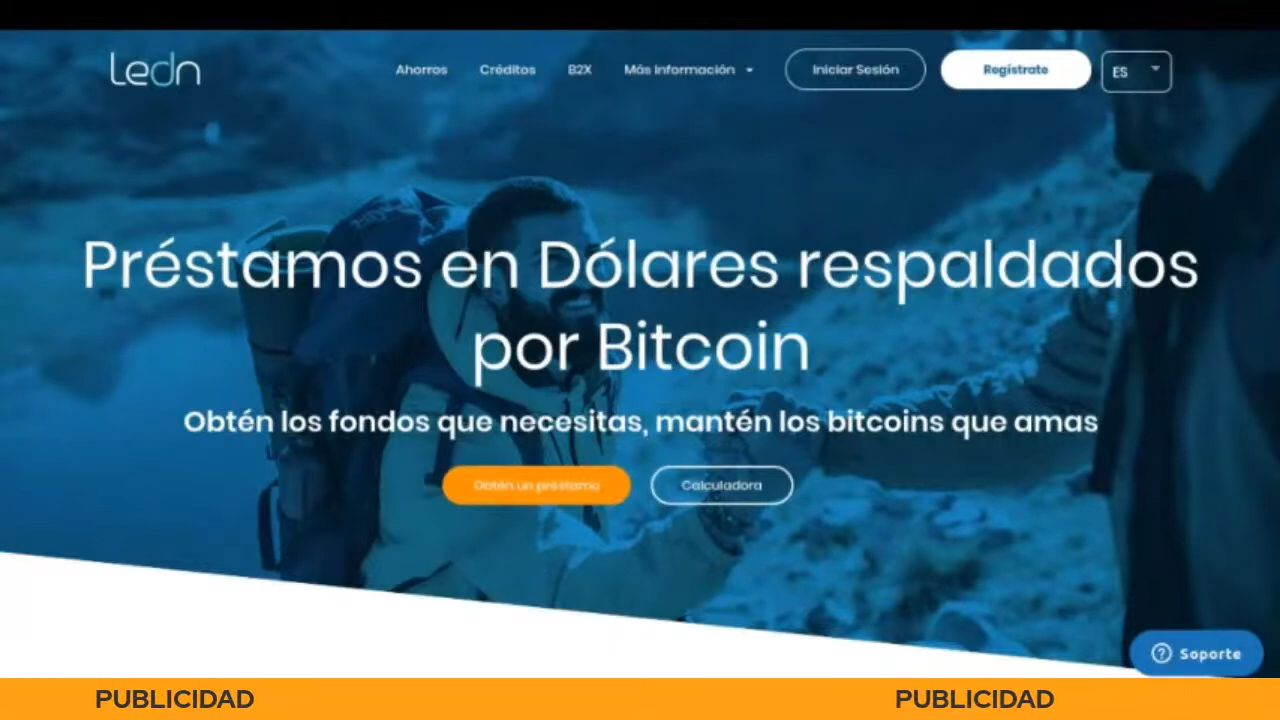 ledn
Ahorros Créditos B2X Más Información Iniciar Sesión Regístrate ES
Préstamos en Dólares respaldados
por Bitcoin
Obtén los fondos que necesitas, mantén los bitcoins que amas
Obtén un préstamo Calculadora
Soporte
PUBLICIDAD PUBLICIDAD